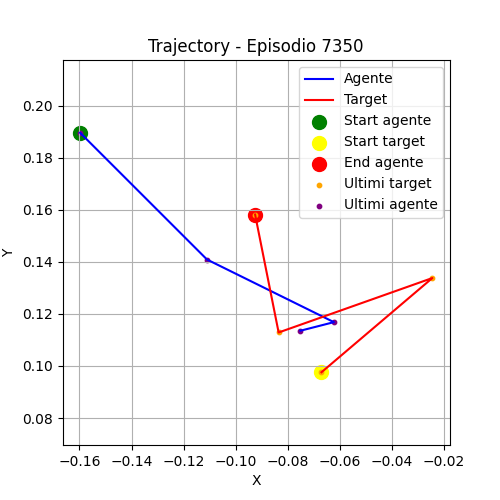 Trajectory - Episodio 7350
Agente
Target
Start agente
Start target
End agente
Ultimi target
Ultimi agente
Y
0.20
0.18
0.16
0.14
0.12
0.10
0.08
−0.16 −0.14 −0.12 −0.10 −0.08 −0.06 −0.04 −0.02
X